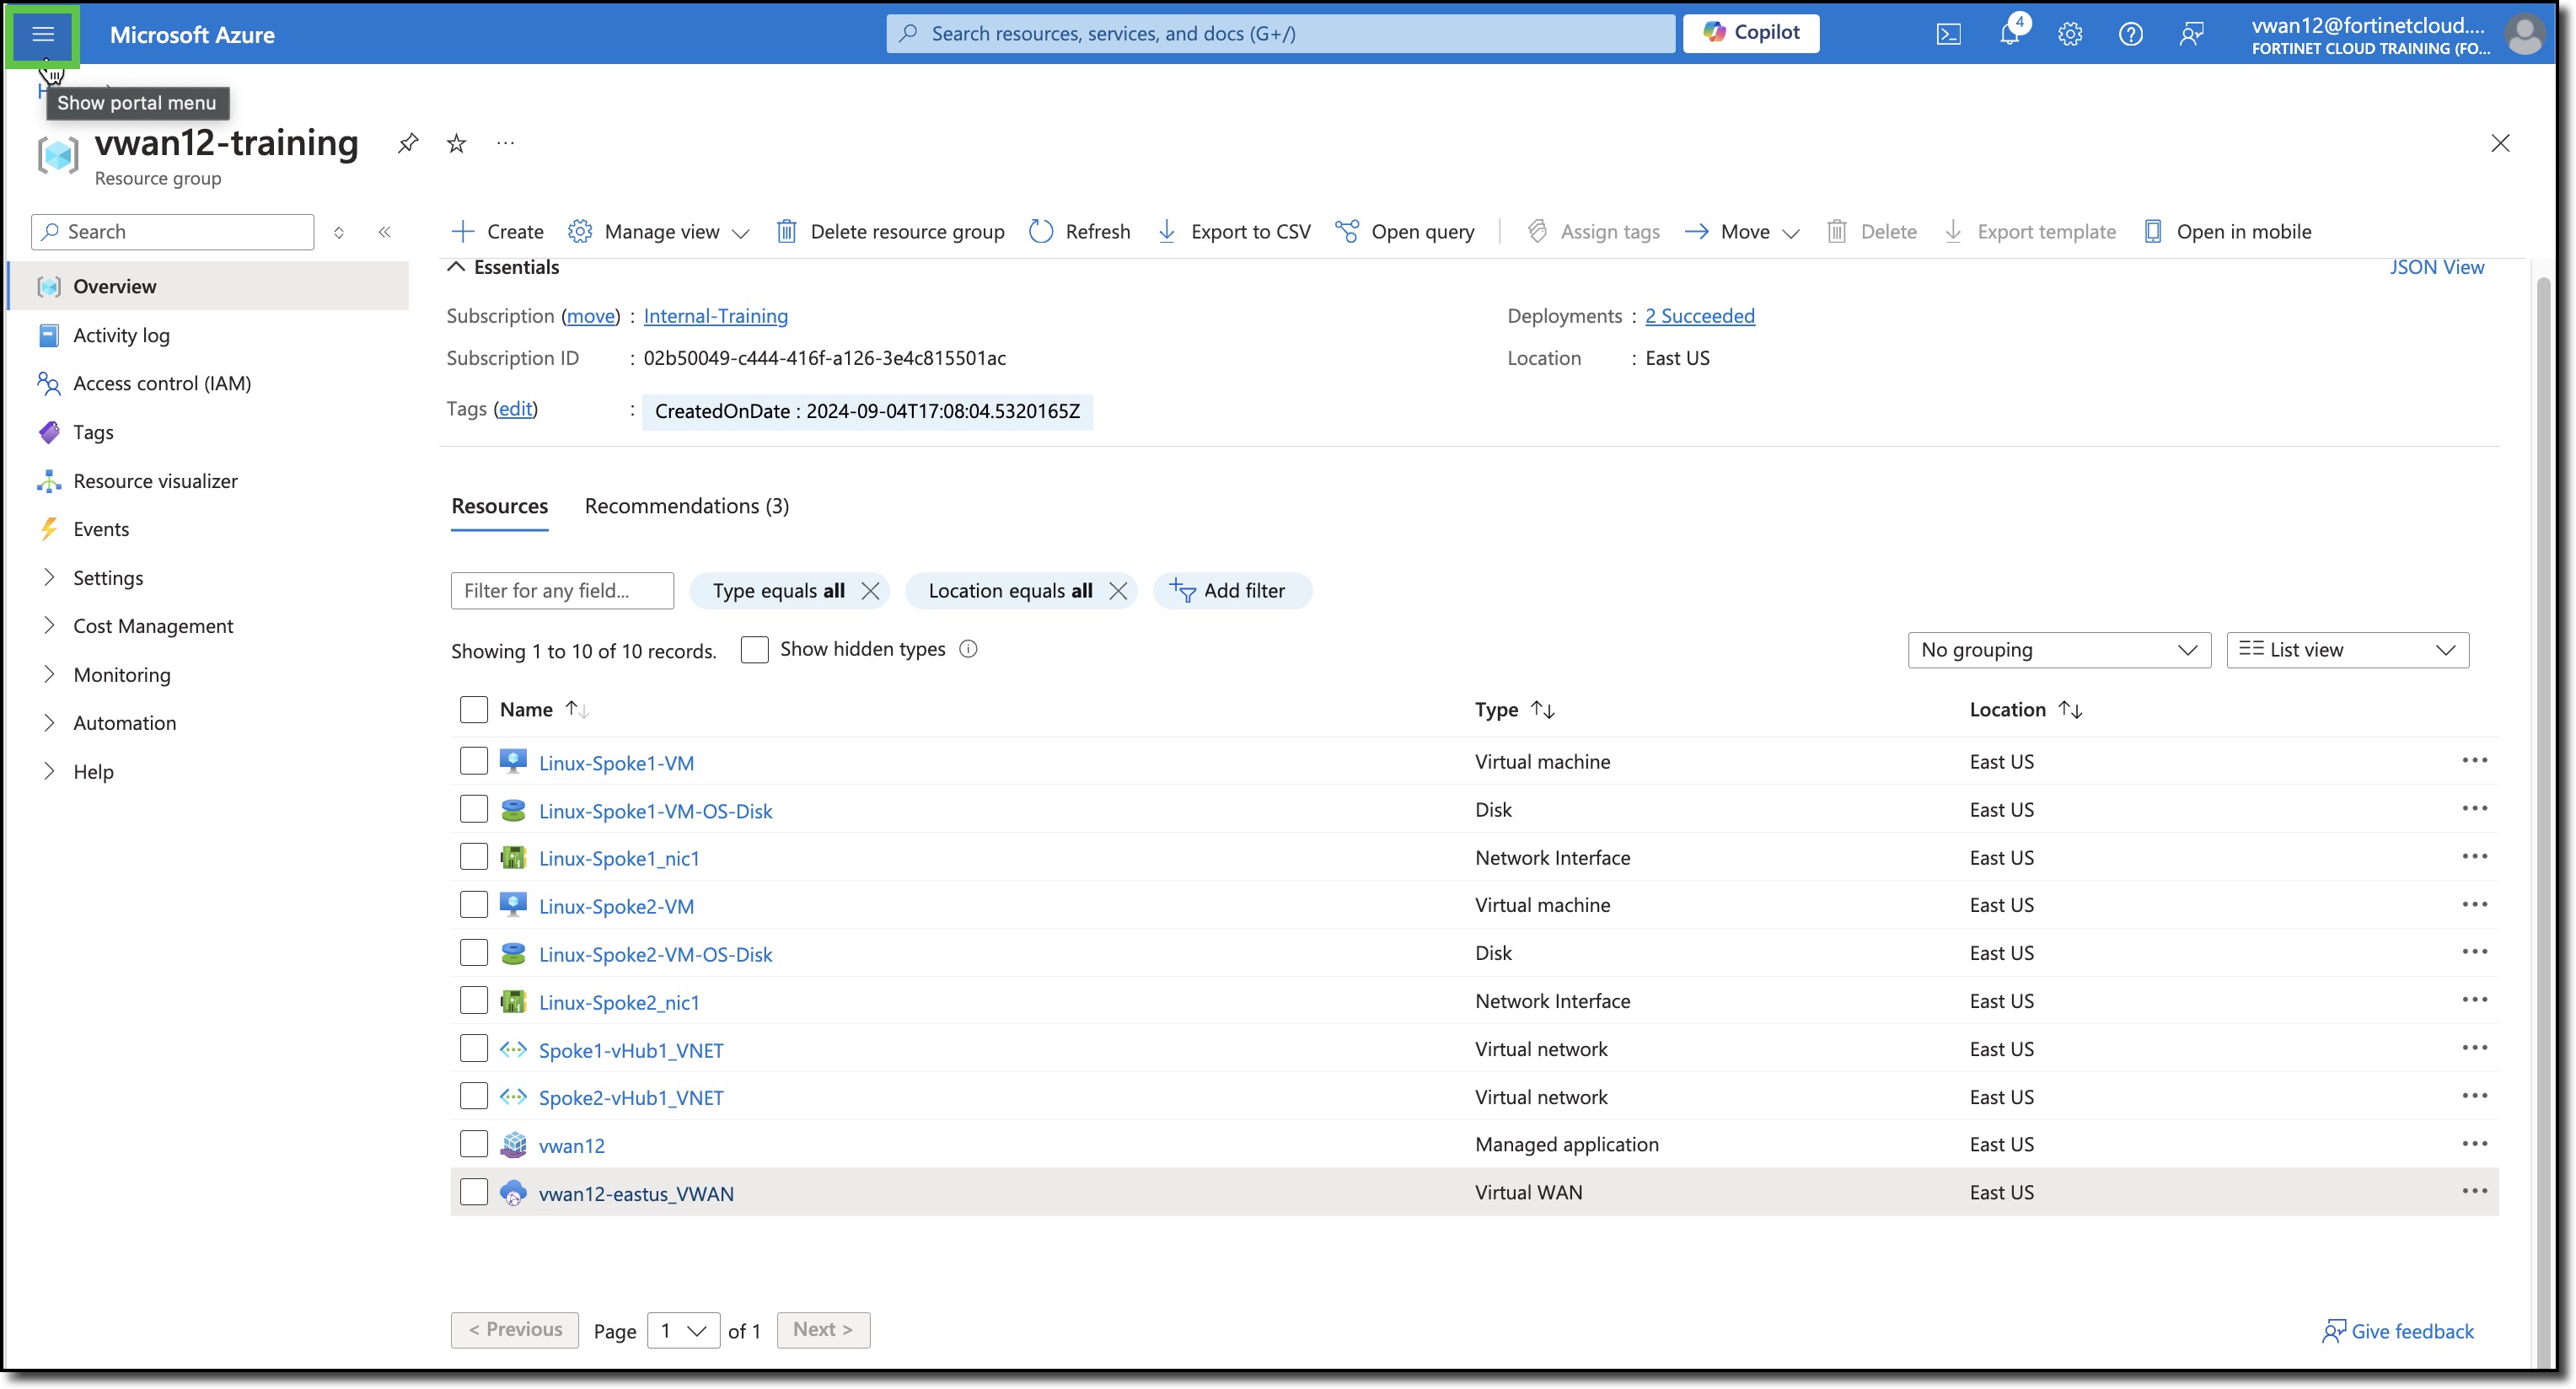 Microsoft Azure
Search resources, services, and docs (G+/)
Copilot
4
vwan12@fortinetcloud....
FORTINET CLOUD TRAINING (FO...
Show portal menu
vwan12-training
Resource group
Search
Create
Manage view
Delete resource group
Refresh
Export to CSV
Open query
Assign tags
Move
Delete
Export template
Open in mobile
Overview
Activity log
Access control (IAM)
Tags
Resource visualizer
Events
Settings
Cost Management
Monitoring
Automation
Help
Essentials
JSON View
Subscription (move) : Internal-Training
Subscription ID : 02b50049-c444-416f-a126-3e4c815501ac
Tags (edit) : CreatedOnDate : 2024-09-04T17:08:04.5320165Z
Deployments : 2 Succeeded
Location : East US
Resources
Recommendations (3)
Filter for any field...
Type equals all
Location equals all
Add filter
Showing 1 to 10 of 10 records.
Show hidden types
No grouping
List view
Name Type Location
Linux-Spoke1-VM Virtual machine East US
Linux-Spoke1-VM-OS-Disk Disk East US
Linux-Spoke1_nic1 Network Interface East US
Linux-Spoke2-VM Virtual machine East US
Linux-Spoke2-VM-OS-Disk Disk East US
Linux-Spoke2_nic1 Network Interface East US
Spoke1-vHub1_VNET Virtual network East US
Spoke2-vHub1_VNET Virtual network East US
vwan12 Managed application East US
vwan12-eastus_VWAN Virtual WAN East US
< Previous Page 1 of 1 Next >
Give feedback